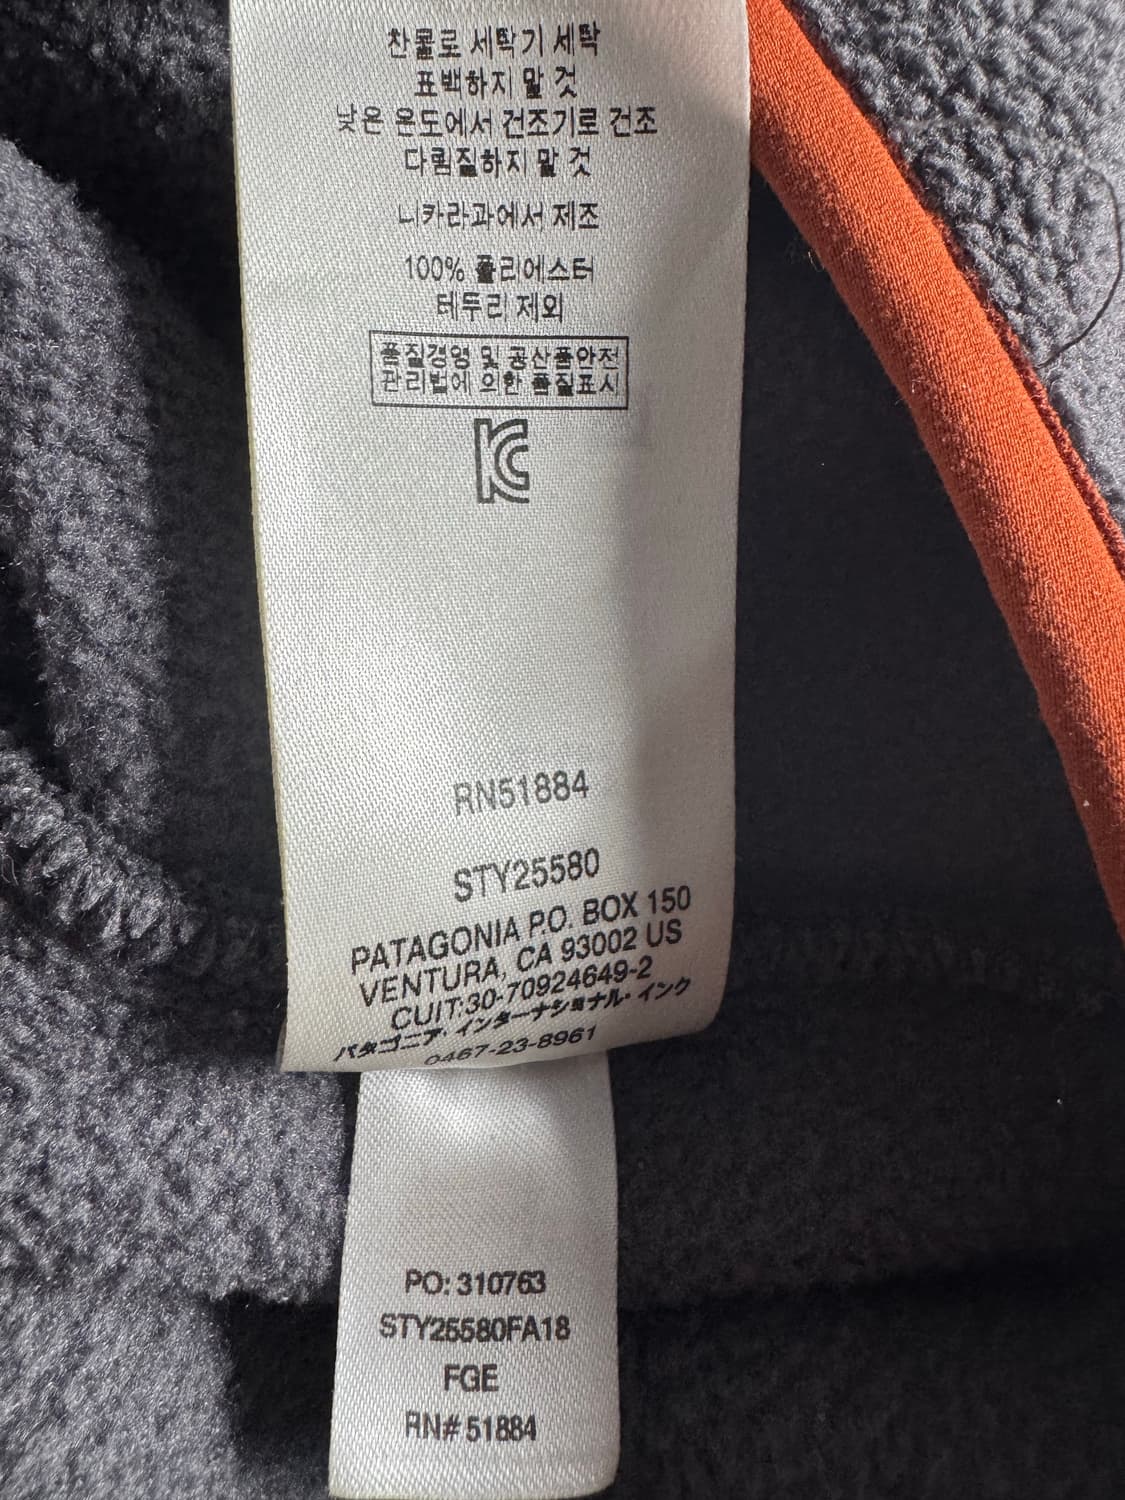 찬물로 세탁기 세탁
표백하지 말 것
낮은 온도에서 건조기로 건조
다림질하지 말 것
니카라과에서 제조
100% 폴리에스터
테두리 제외
품질경영 및 공산품안전
관리법에 의한 품질표시
KC
RN51884
STY25580
PATAGONIA P.O. BOX 150
VENTURA, CA 93002 US
CUIT:30-70924649-2
パタゴニア・インターナショナル・インク
0467-23-8961
PO: 310763
STY25580FA18
FGE
RN# 51884